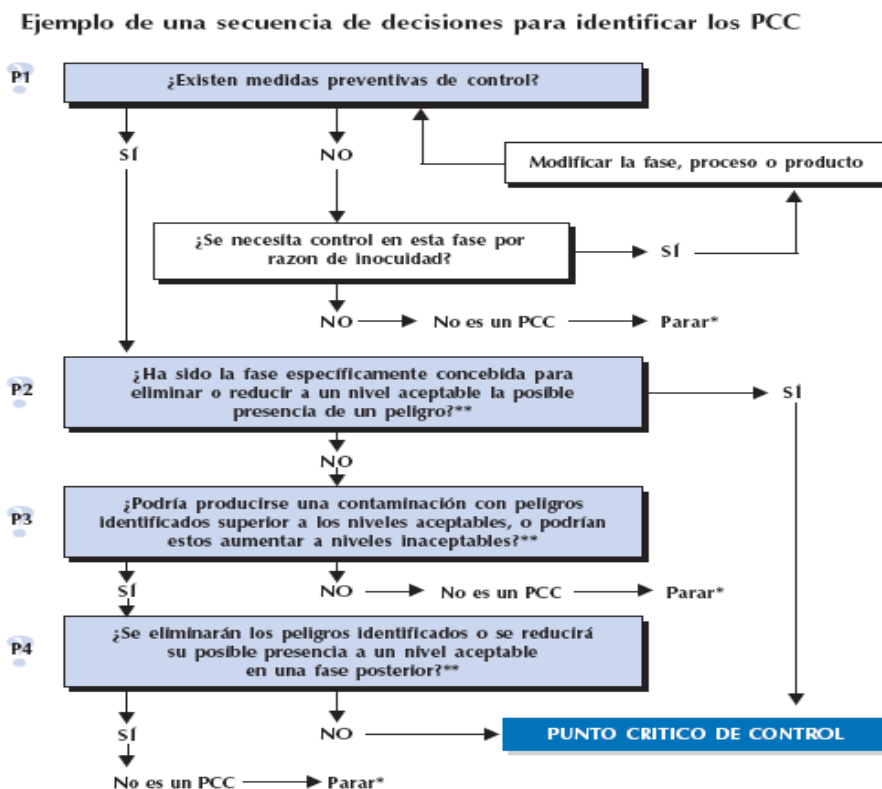 Ejemplo de una secuencia de decisiones para identificar los PCC
P1
¿Existen medidas preventivas de control?
SÍ
NO
Modificar la fase, proceso o producto
¿Se necesita control en esta fase por
razon de inocuidad?
SÍ
NO
No es un PCC
Parar*
P2
¿Ha sido la fase específicamente concebida para
eliminar o reducir a un nivel aceptable la posible
presencia de un peligro?**
SÍ
NO
P3
¿Podría producirse una contaminación con peligros
identificados superior a los niveles aceptables, o podrían
estos aumentar a niveles inaceptables?**
SÍ
NO
No es un PCC
Parar*
P4
¿Se eliminarán los peligros identificados o se reducirá
su posible presencia a un nivel aceptable
en una fase posterior?**
SÍ
NO
PUNTO CRITICO DE CONTROL
No es un PCC
Parar*